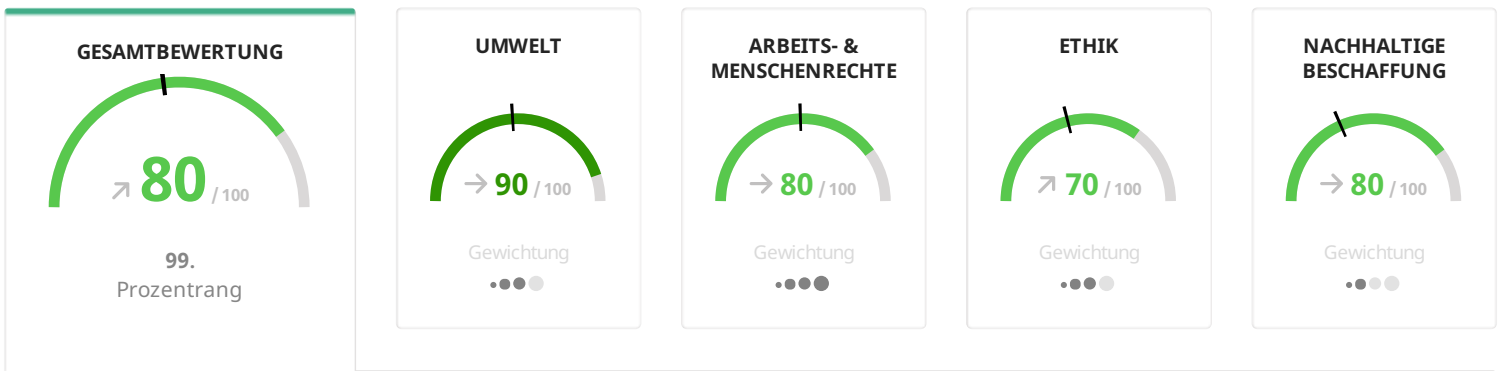 GESAMTBEWERTUNG
80 / 100
99.
Prozentrang
UMWELT
90 / 100
Gewichtung
ARBEITS- &
MENSCHENRECHTE
80 / 100
Gewichtung
ETHIK
70 / 100
Gewichtung
NACHHALTIGE
BESCHAFFUNG
80 / 100
Gewichtung